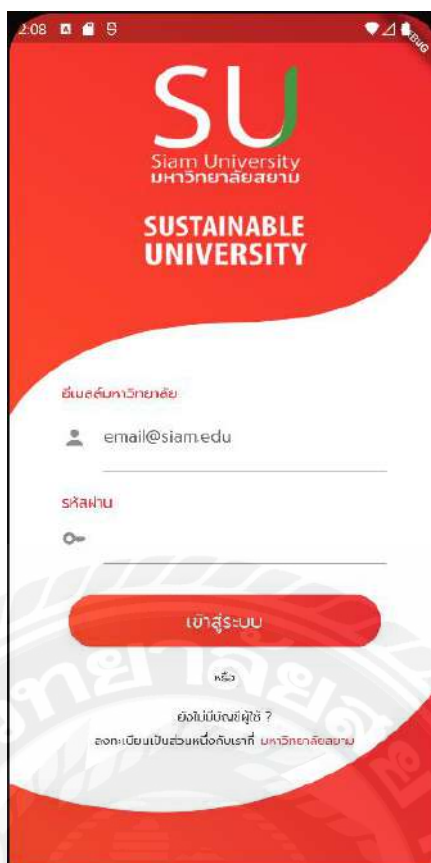 2:08
SU
Siam University
มหาวิทยาลัยสยาม
SUSTAINABLE
UNIVERSITY
อีเมลล์มหาวิทยาลัย
email@siam.edu
รหัสผ่าน
เข้าสู่ระบบ
หรือ
ยังไม่มีบัญชีผู้ใช้ ?
ลงทะเบียนเป็นส่วนหนึ่งกับเราที่ มหาวิทยาลัยสยาม